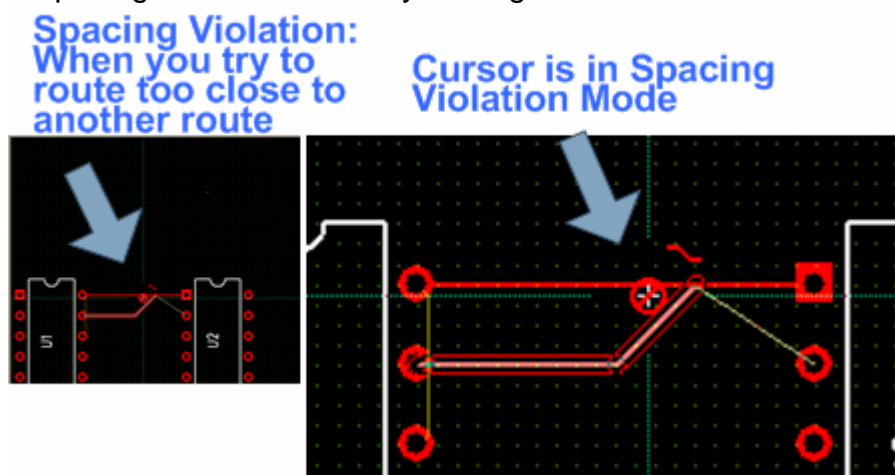 Spacing Violation:
When you try to
route too close to
another route
Cursor is in Spacing
Violation Mode
U1
U2